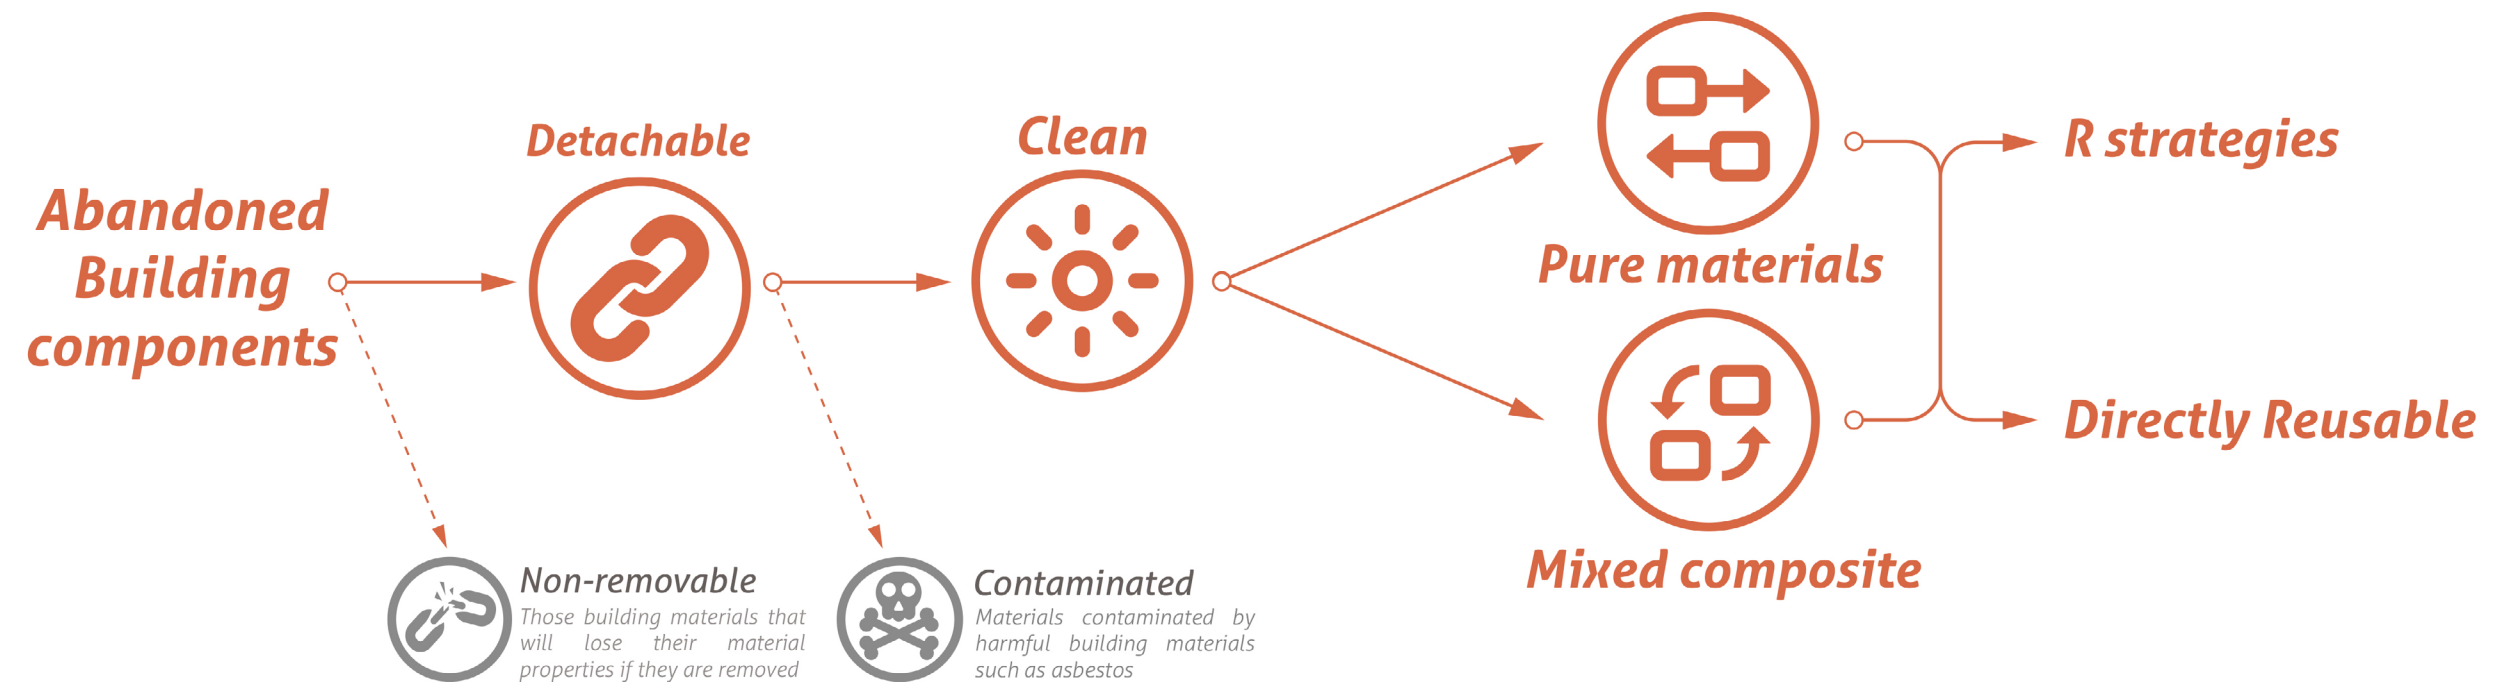 Abandoned
Building
components
Detachable
Clean
Pure materials
Mixed composite
R strategies
Directly Reusable
Non-removable
Those building materials that
will lose their material
properties if they are removed
Contaminated
Materials contaminated by
harmful building materials
such as asbestos